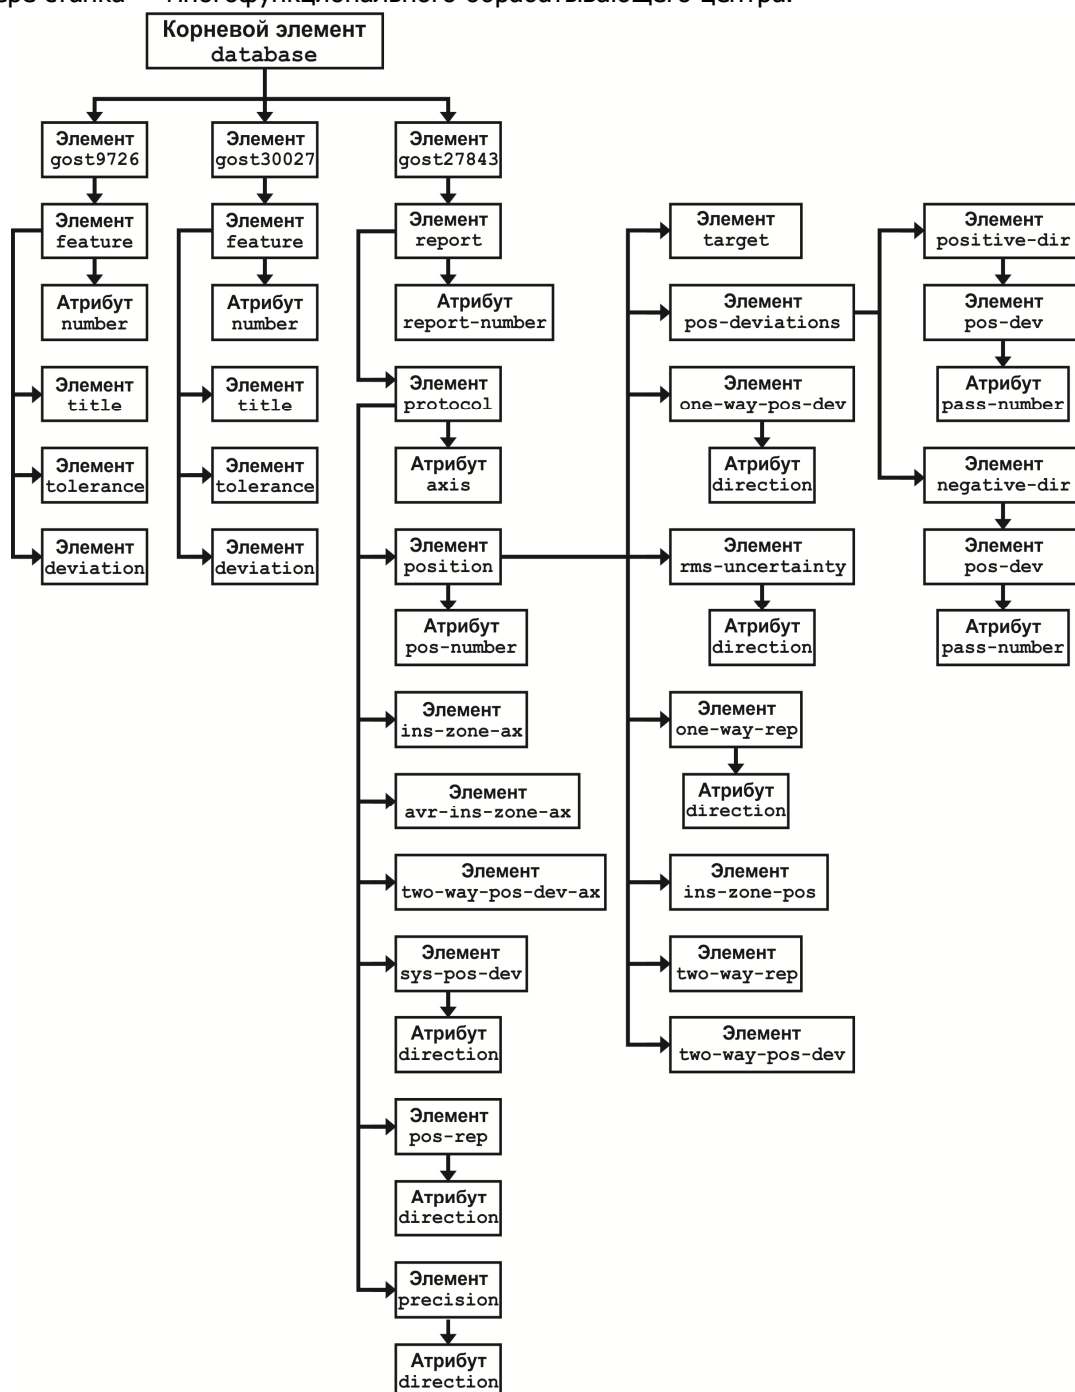 ере станка — многофункционального обрабатывающего центра.
Корневой элемент
database
Элемент
gost9726
Элемент
feature
Атрибут
number
Элемент
title
Элемент
tolerance
Элемент
deviation
Элемент
gost30027
Элемент
feature
Атрибут
number
Элемент
title
Элемент
tolerance
Элемент
deviation
Элемент
gost27843
Элемент
report
Атрибут
report-number
Элемент
protocol
Атрибут
axis
Элемент
position
Атрибут
pos-number
Элемент
ins-zone-ax
Элемент
avr-ins-zone-ax
Элемент
two-way-pos-dev-ax
Элемент
sys-pos-dev
Атрибут
direction
Элемент
pos-rep
Атрибут
direction
Элемент
precision
Атрибут
direction
Элемент
target
Элемент
pos-deviations
Элемент
one-way-pos-dev
Атрибут
direction
Элемент
rms-uncertainty
Атрибут
direction
Элемент
one-way-rep
Атрибут
direction
Элемент
ins-zone-pos
Элемент
two-way-rep
Элемент
two-way-pos-dev
Элемент
positive-dir
Элемент
pos-dev
Атрибут
pass-number
Элемент
negative-dir
Элемент
pos-dev
Атрибут
pass-number